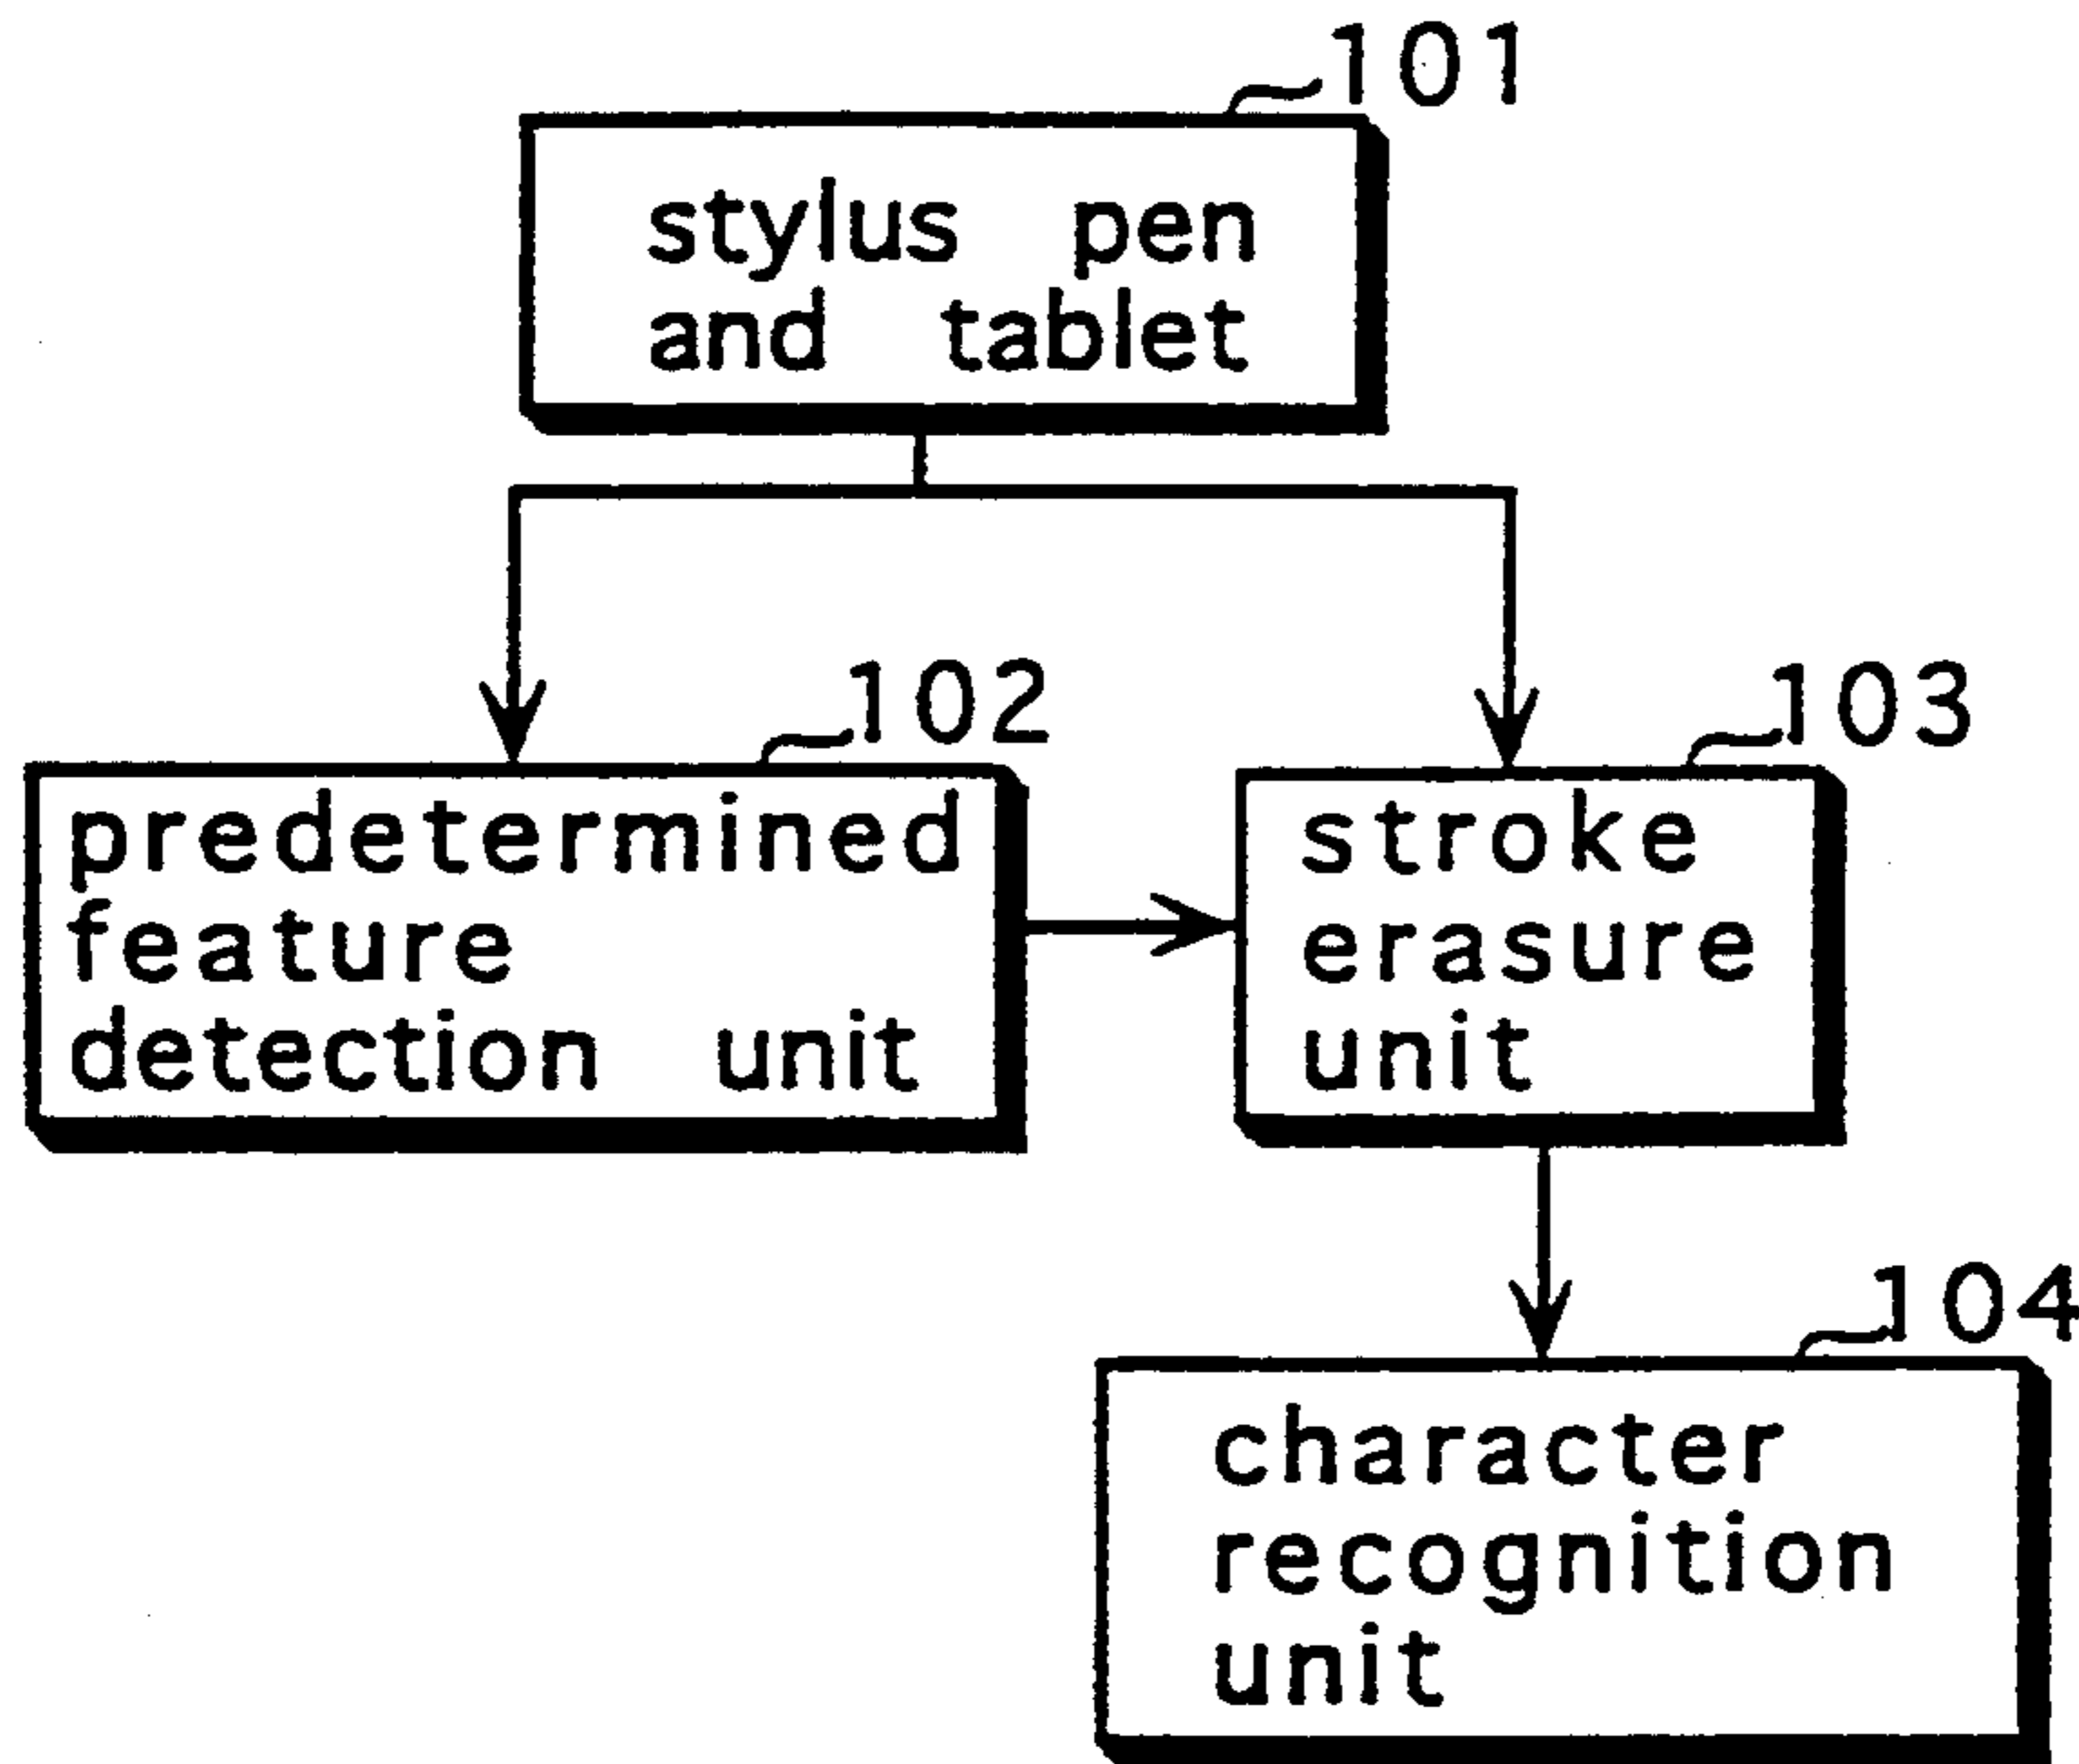 101
stylus pen
and tablet
102
predetermined
feature
detection unit
103
stroke
erasure
unit
104
character
recognition
unit